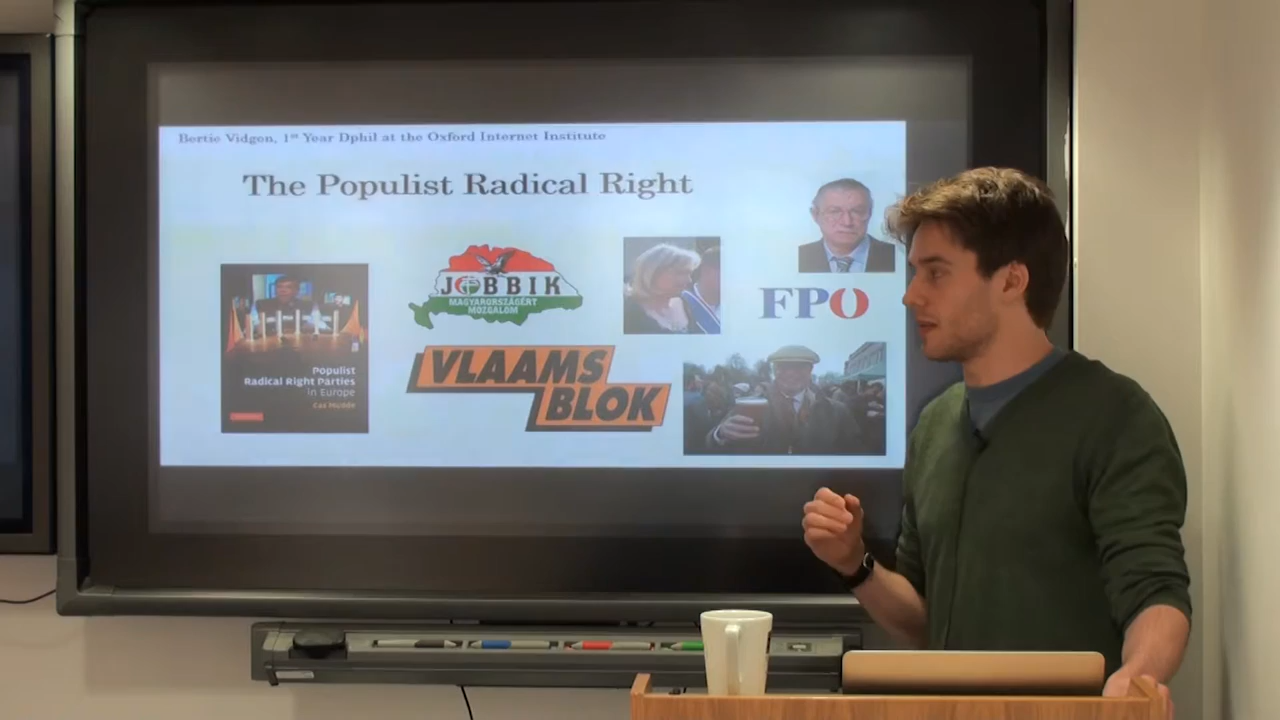 Bertie Vidgen, 1st Year Dphil at the Oxford Internet Institute
The Populist Radical Right
JOBBIK
MAGYARORSZÁGÉRT
MOZGALOM
FPO
VLAAMS
BLOK
Populist
Radical Right Parties
in Europe
Cas Mudde